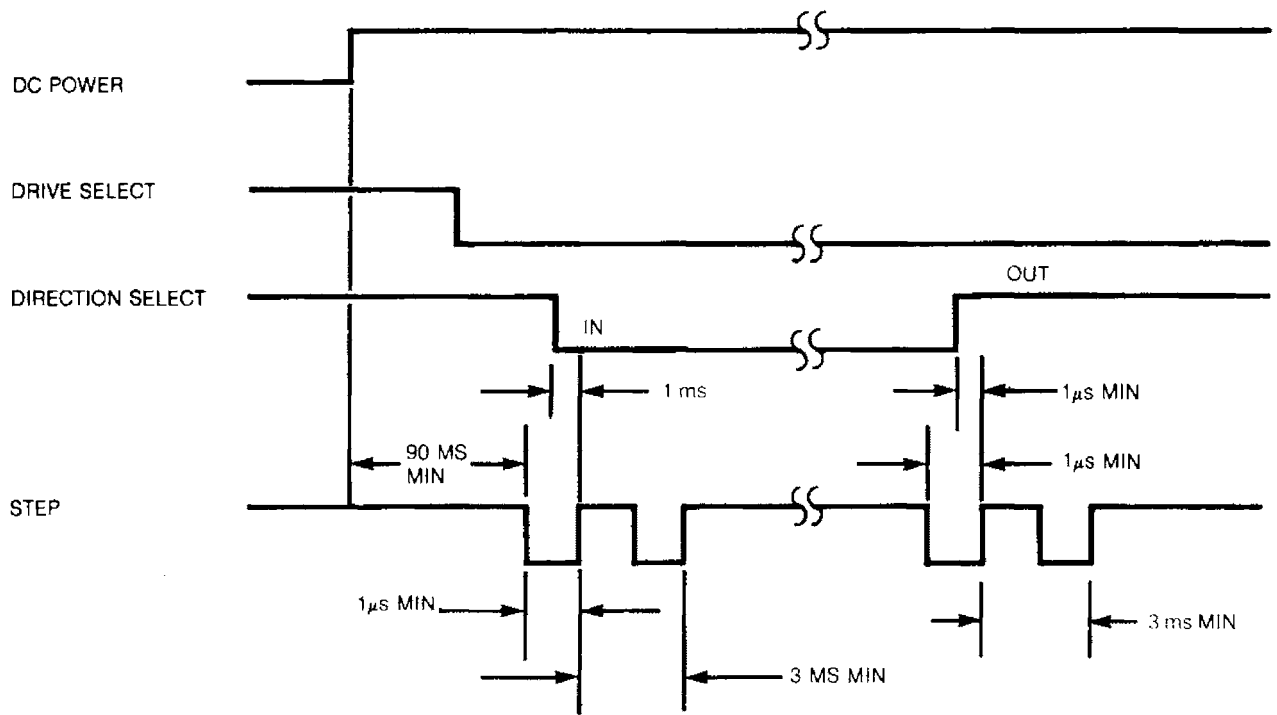 DC POWER
DRIVE SELECT
OUT
DIRECTION SELECT
IN
1 ms
1μs MIN
90 MS
MIN
1μs MIN
STEP
1μs MIN
3 ms MIN
3 MS MIN